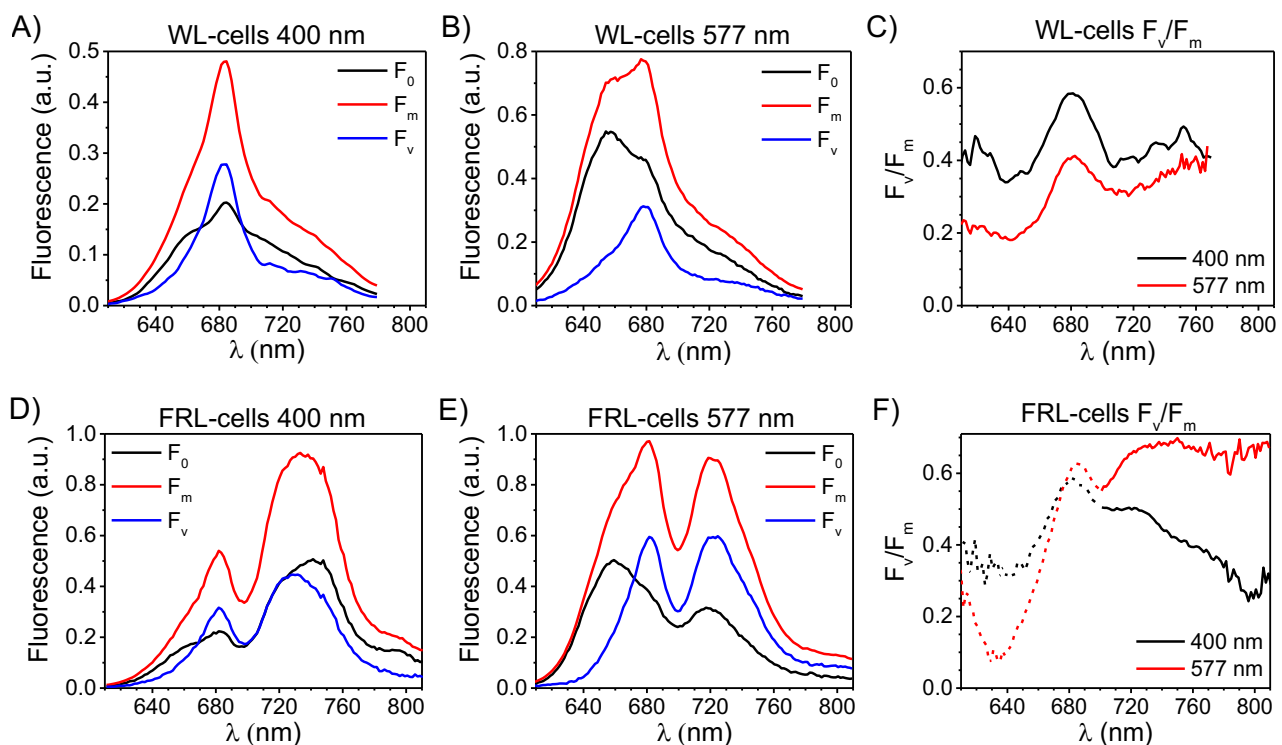 A) WL-cells 400 nm
Fluorescence (a.u.)
0.5
0.4
0.3
0.2
0.1
0.0
F₀
Fₘ
Fᵥ
640 680 720 760 800
λ (nm)
B) WL-cells 577 nm
Fluorescence (a.u.)
0.8
0.6
0.4
0.2
0.0
F₀
Fₘ
Fᵥ
640 680 720 760 800
λ (nm)
C) WL-cells Fᵥ/Fₘ
Fᵥ/Fₘ
0.6
0.4
0.2
0.0
400 nm
577 nm
640 680 720 760 800
λ (nm)
D) FRL-cells 400 nm
Fluorescence (a.u.)
1.0
0.8
0.6
0.4
0.2
0.0
F₀
Fₘ
Fᵥ
640 680 720 760 800
λ (nm)
E) FRL-cells 577 nm
Fluorescence (a.u.)
1.0
0.8
0.6
0.4
0.2
0.0
F₀
Fₘ
Fᵥ
640 680 720 760 800
λ (nm)
F) FRL-cells Fᵥ/Fₘ
Fᵥ/Fₘ
0.6
0.4
0.2
0.0
400 nm
577 nm
640 680 720 760 800
λ (nm)